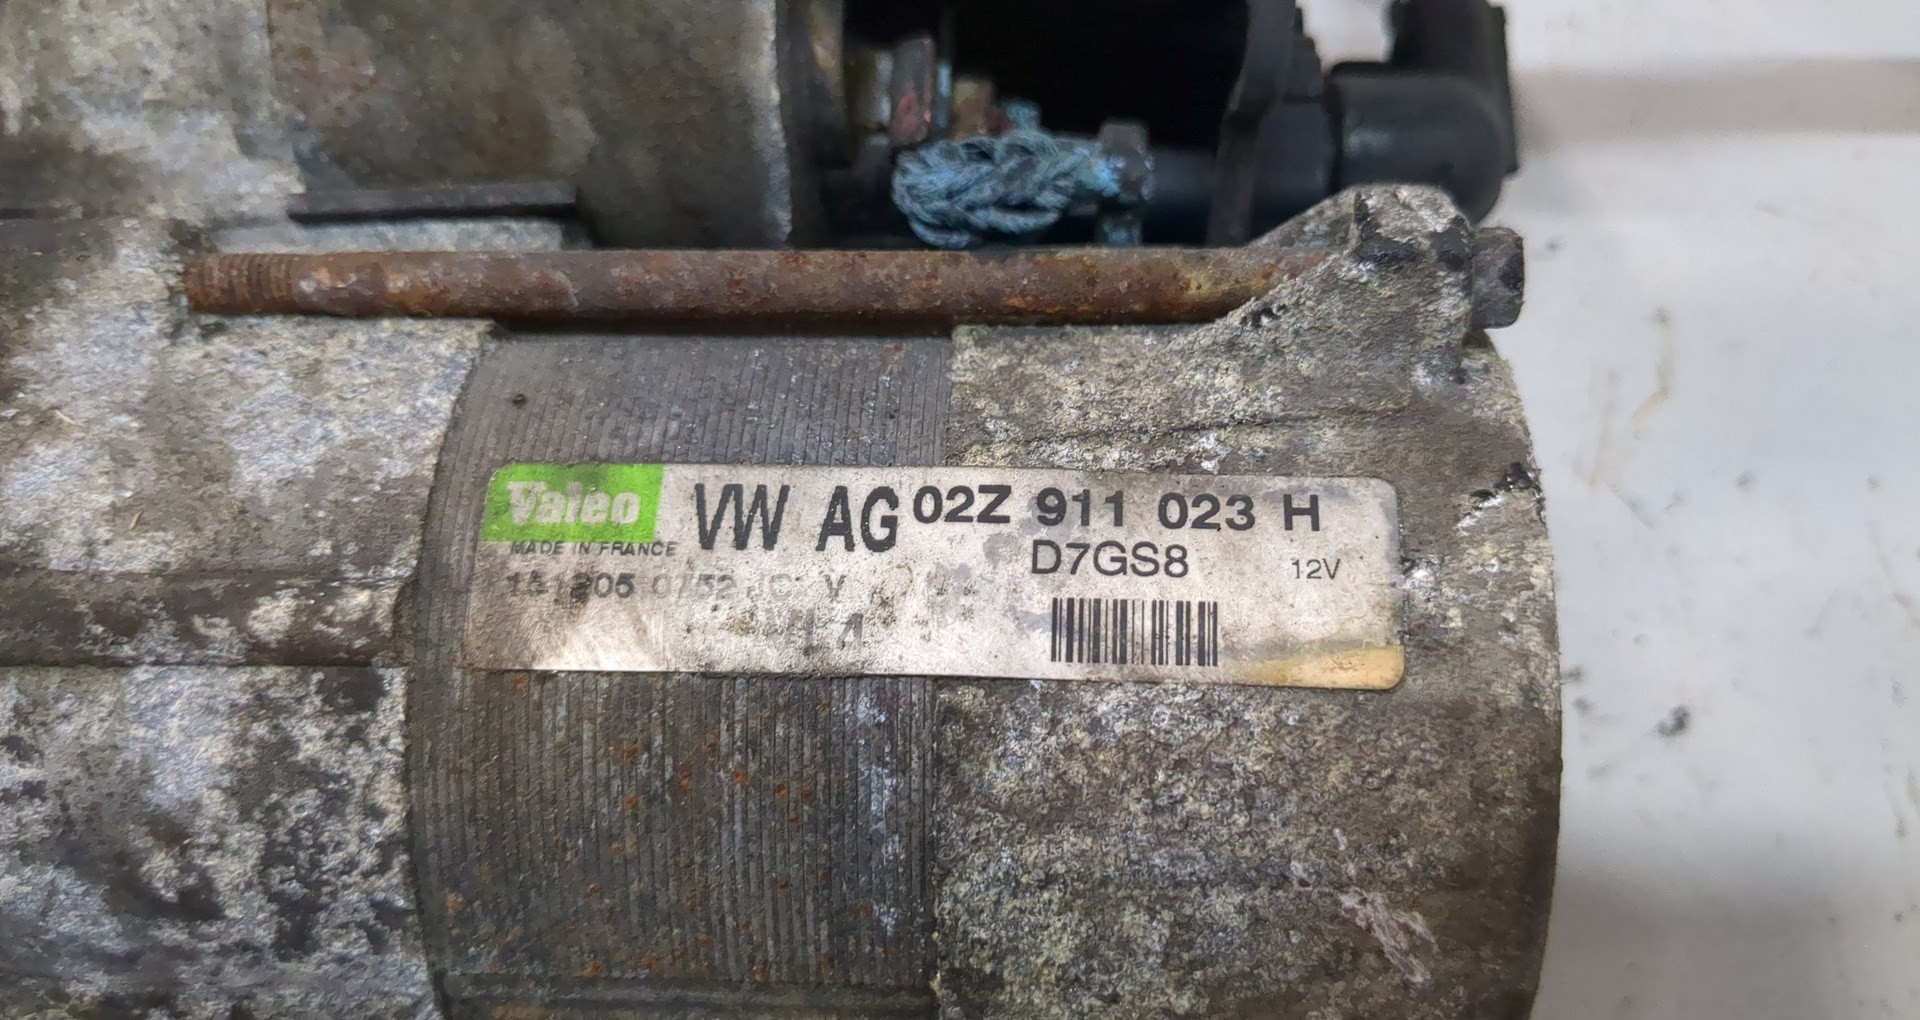 Valeo VW AG 02Z 911 023 H
MADE IN FRANCE D7GS8 12V